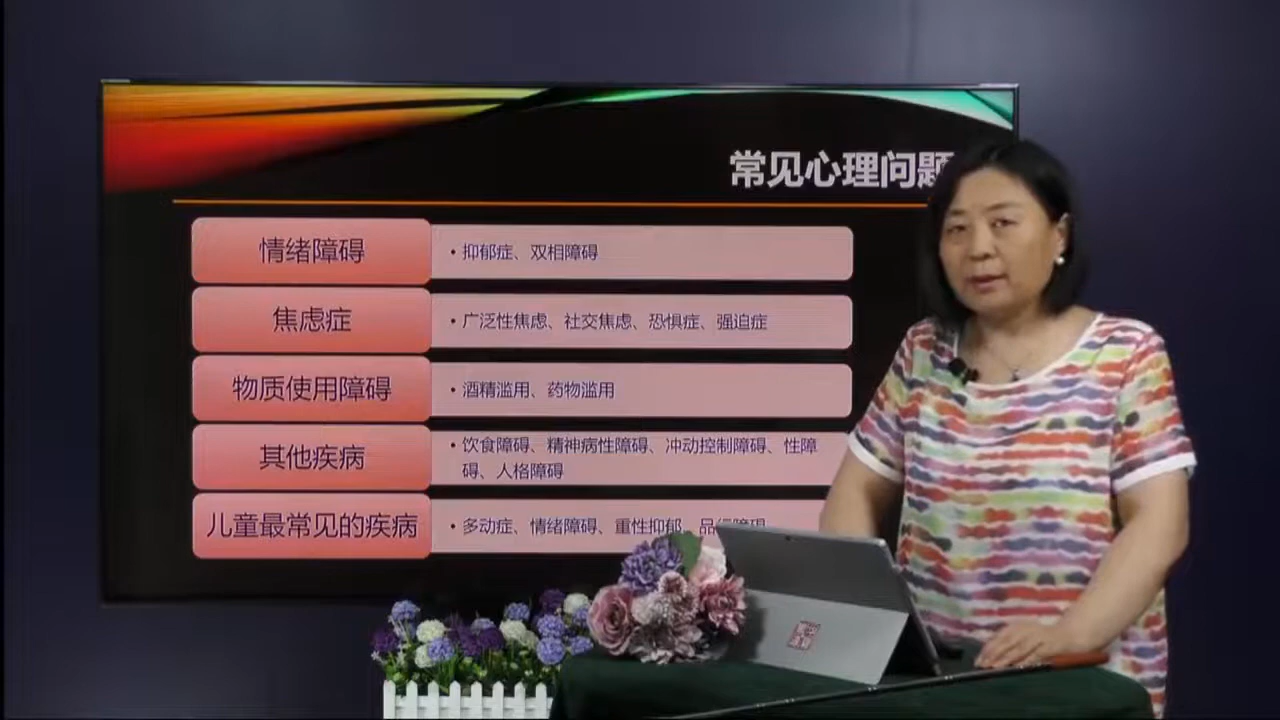 常见心理问题
情绪障碍
• 抑郁症、双相障碍
焦虑症
• 广泛性焦虑、社交焦虑、恐惧症、强迫症
物质使用障碍
• 酒精滥用、药物滥用
其他疾病
• 饮食障碍、精神病性障碍、冲动控制障碍、性障
碍、人格障碍
儿童最常见的疾病
• 多动症、情绪障碍、重性抑郁、品行障碍